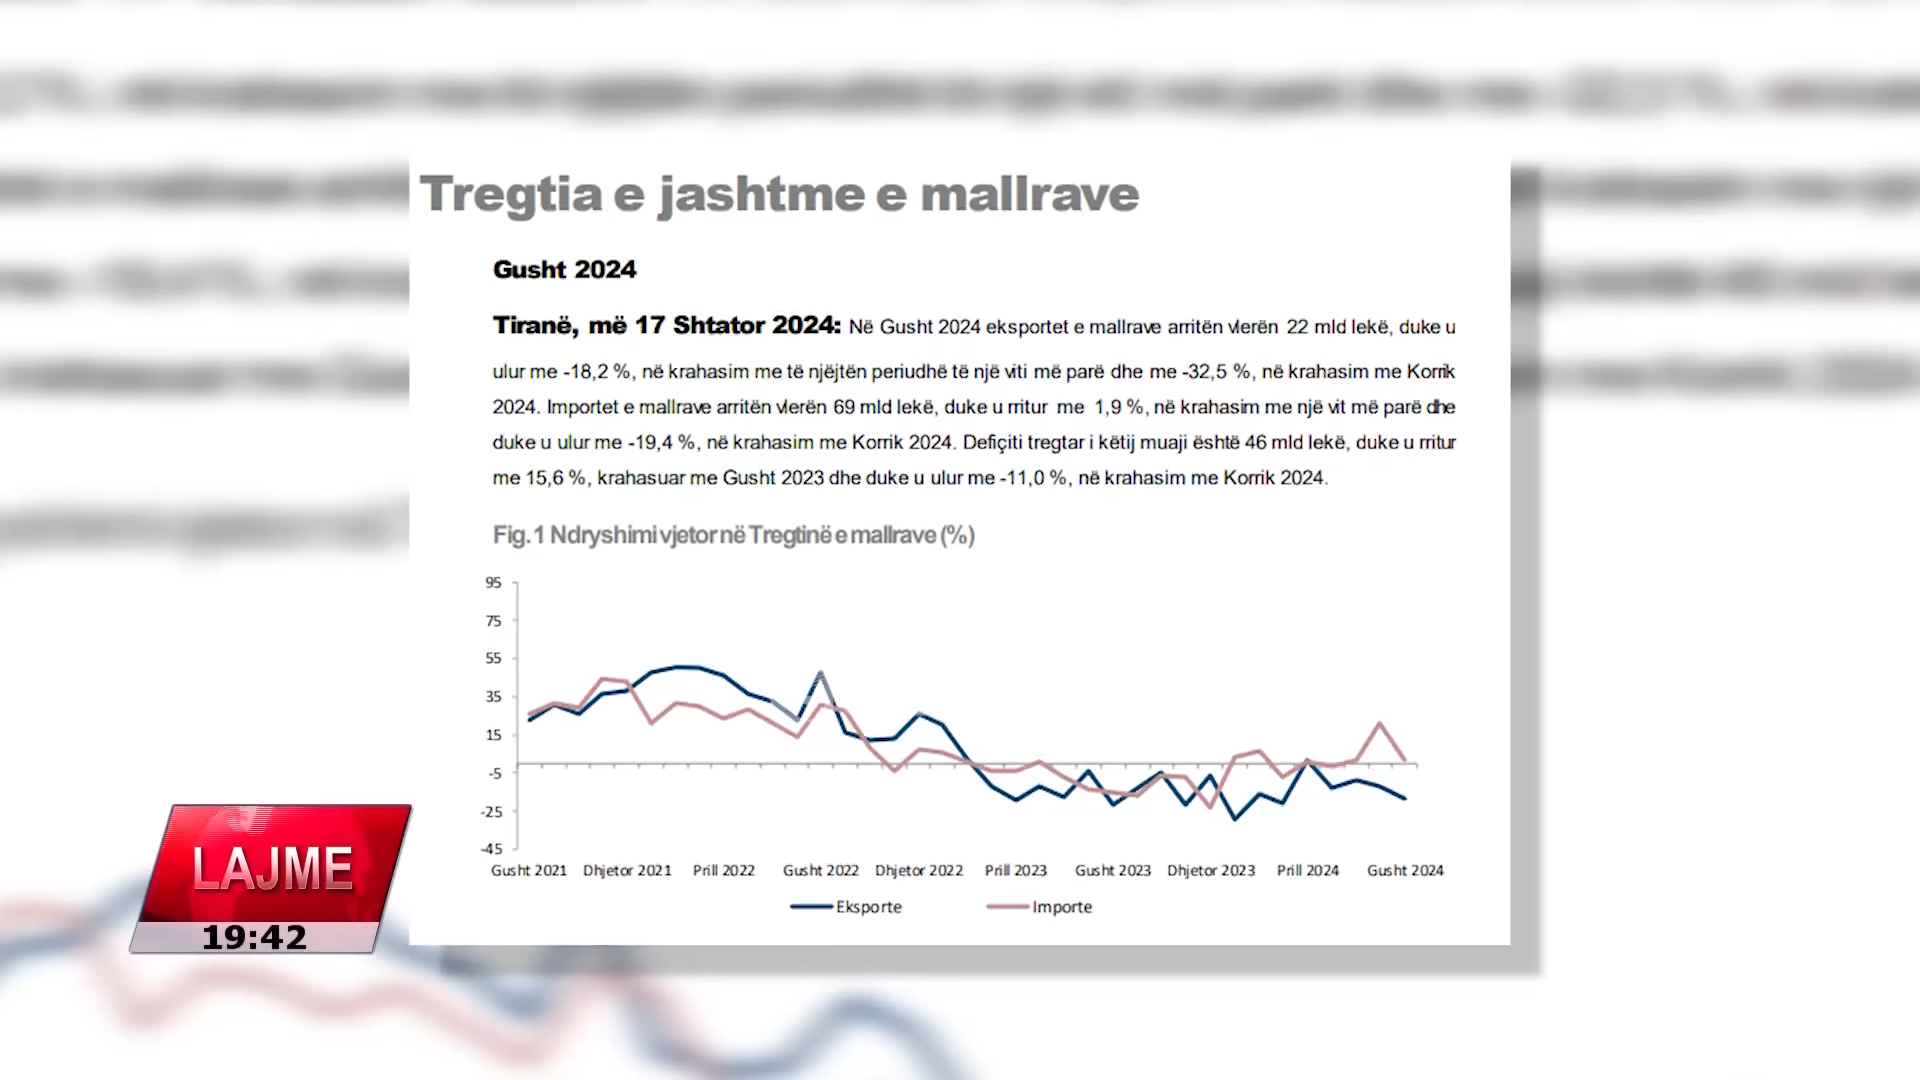 Tregtia e jashtme e mallrave
Gusht 2024
Tiranë, më 17 Shtator 2024: Në Gusht 2024 eksportet e mallrave arritën vlerën 22 mld lekë, duke u
ulur me -18,2 %, në krahasim me të njëjtën periudhë të një viti më parë dhe me -32,5 %, në krahasim me Korrik
2024. Importet e mallrave arritën vlerën 69 mld lekë, duke u rritur me 1,9 %, në krahasim me një vit më parë dhe
duke u ulur me -19,4 %, në krahasim me Korrik 2024. Defiçiti tregtar i këtij muaji është 46 mld lekë, duke u rritur
me 15,6 %, krahasuar me Gusht 2023 dhe duke u ulur me -11,0 %, në krahasim me Korrik 2024.
Fig. 1 Ndryshimi vjetor në Tregtinë e mallrave (%)
95
75
55
35
15
-5
-25
-45
Gusht 2021 Dhjetor 2021 Prill 2022 Gusht 2022 Dhjetor 2022 Prill 2023 Gusht 2023 Dhjetor 2023 Prill 2024 Gusht 2024
Eksporte Importe
LAJME
19:42